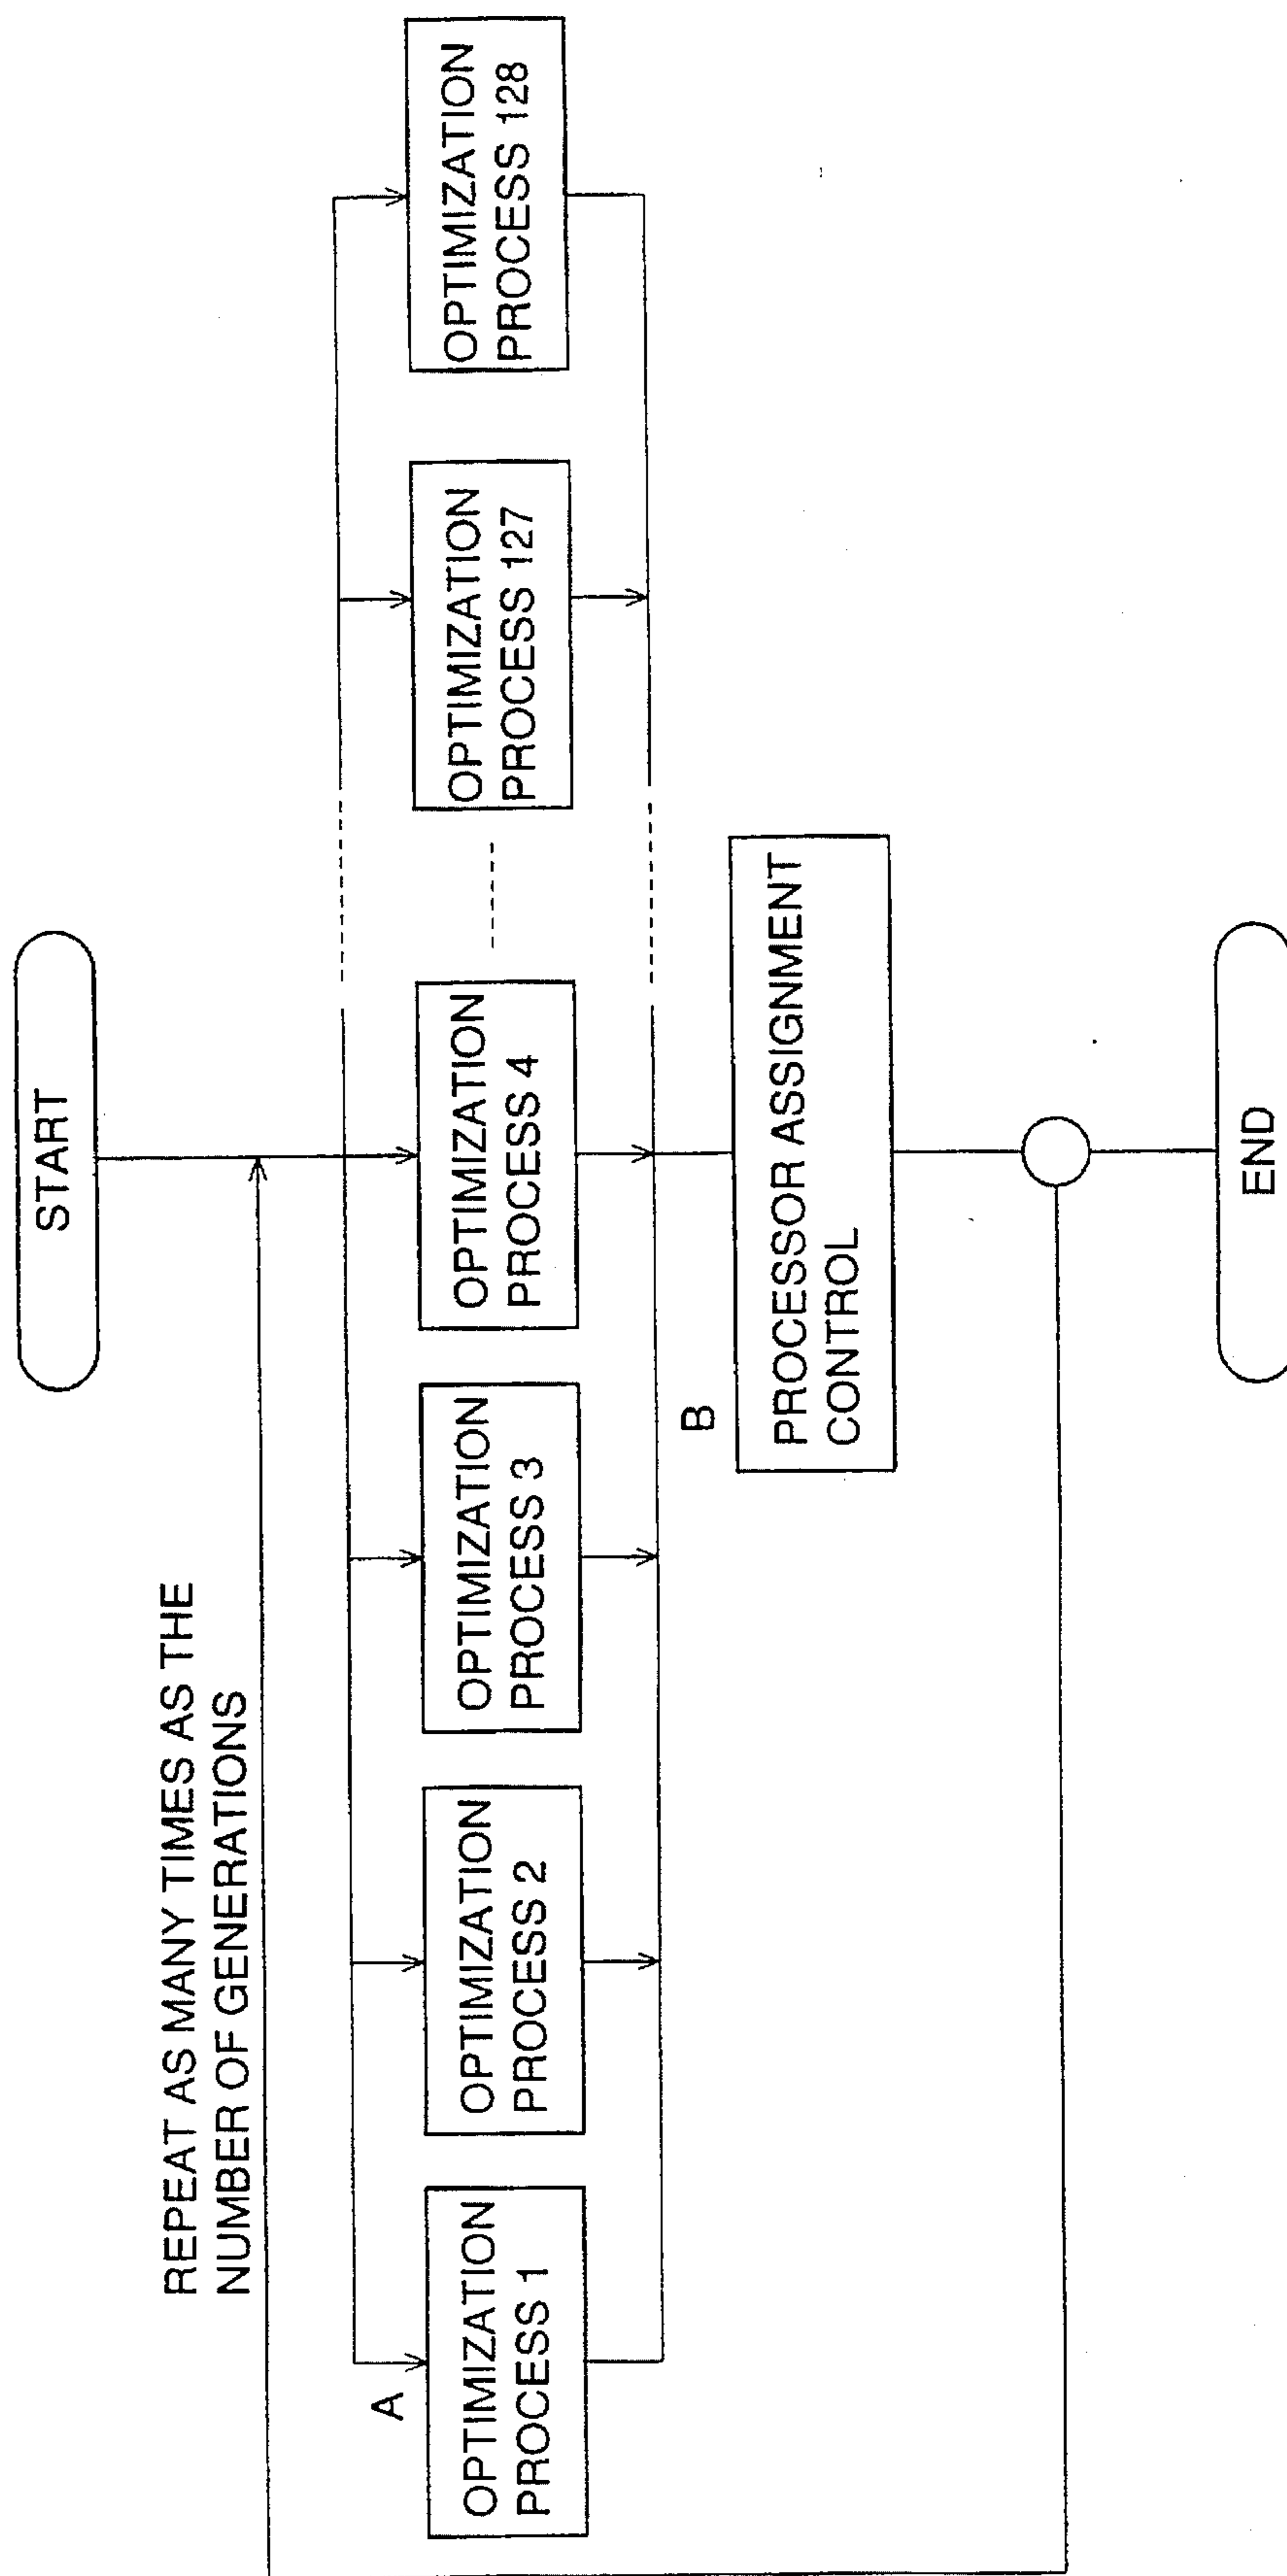 START
REPEAT AS MANY TIMES AS THE
NUMBER OF GENERATIONS
A
OPTIMIZATION
PROCESS 1
OPTIMIZATION
PROCESS 2
OPTIMIZATION
PROCESS 3
OPTIMIZATION
PROCESS 4
OPTIMIZATION
PROCESS 127
OPTIMIZATION
PROCESS 128
B
PROCESSOR ASSIGNMENT
CONTROL
END